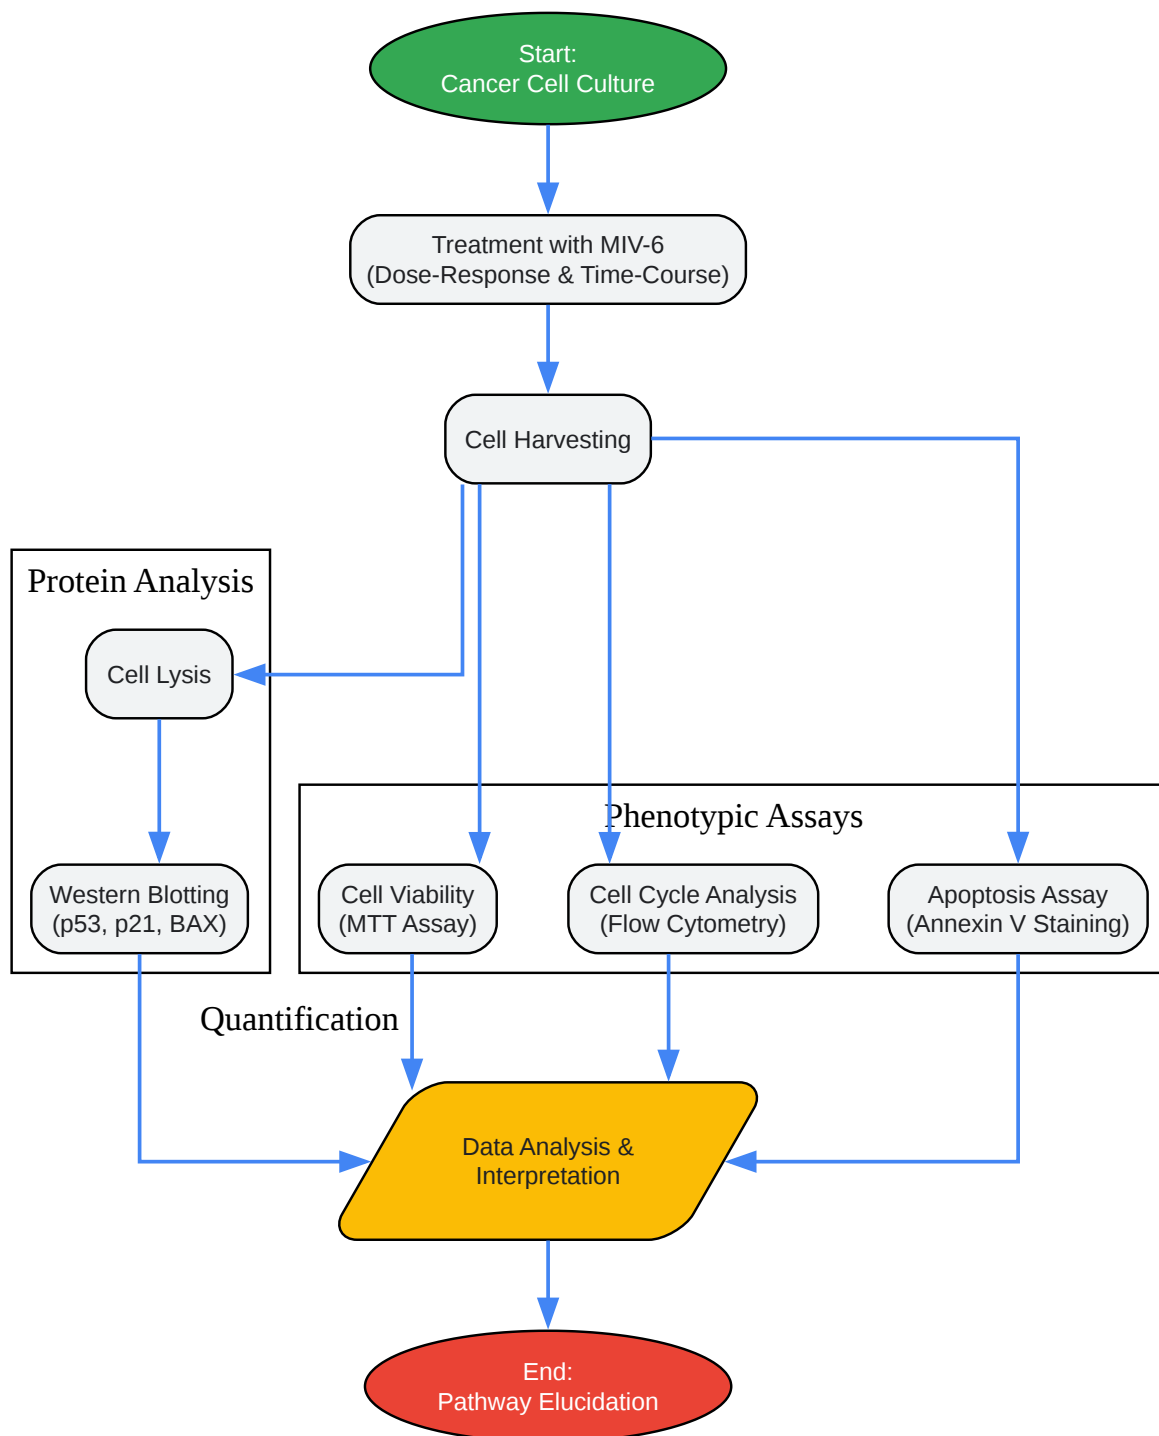 Start:
Cancer Cell Culture
Treatment with MIV-6
(Dose-Response & Time-Course)
Cell Harvesting
Protein Analysis
Cell Lysis
Western Blotting
(p53, p21, BAX)
Phenotypic Assays
Cell Viability
(MTT Assay)
Cell Cycle Analysis
(Flow Cytometry)
Apoptosis Assay
(Annexin V Staining)
Quantification
Data Analysis &
Interpretation
End:
Pathway Elucidation